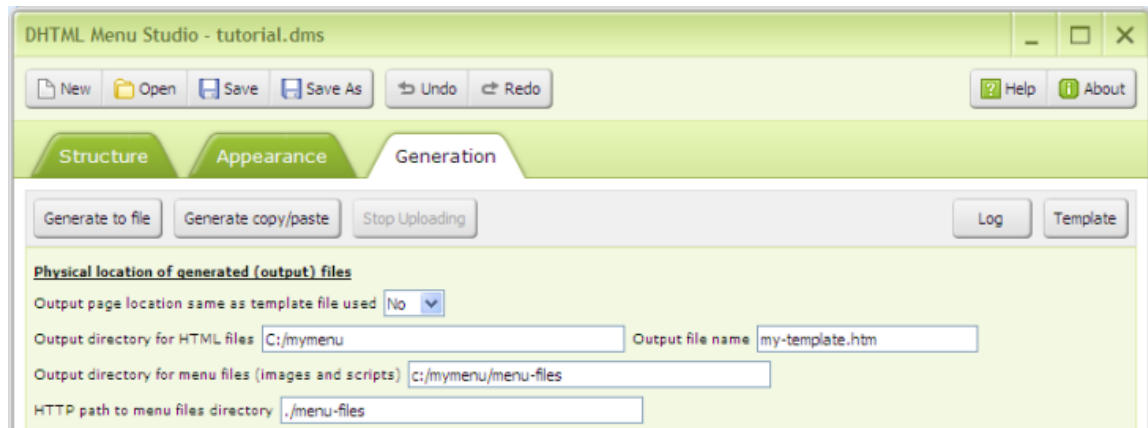 DHTML Menu Studio - tutorial.dms
New Open Save Save As Undo Redo Help About
Structure Appearance Generation
Generate to file Generate copy/paste Stop Uploading Log Template
Physical location of generated (output) files
Output page location same as template file used No
Output directory for HTML files C:/mymenu Output file name my-template.htm
Output directory for menu files (images and scripts) c:/mymenu/menu-files
HTTP path to menu files directory ./menu-files